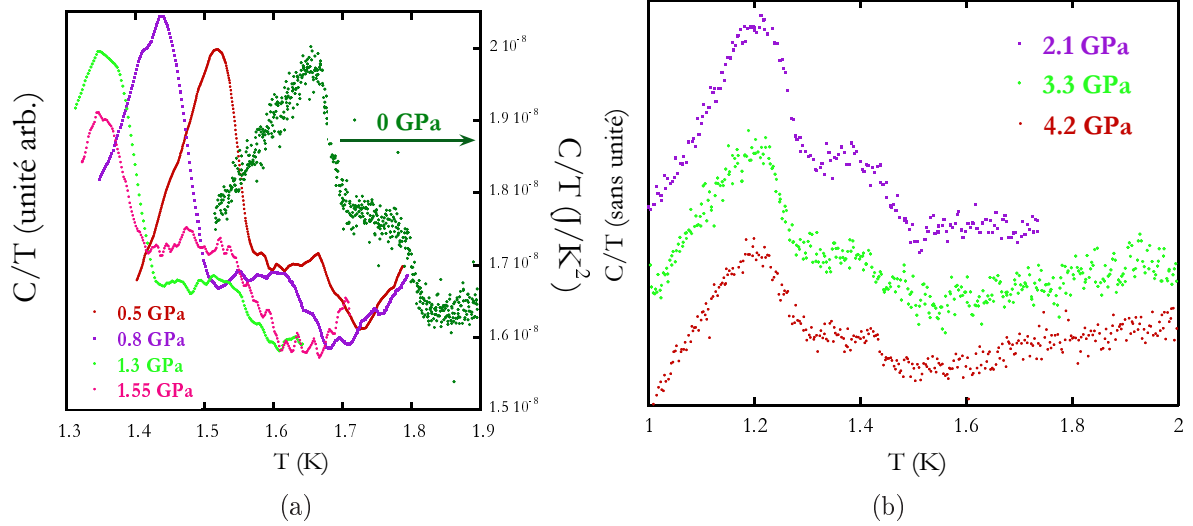 C/T (unité arb.)
0 GPa
0.5 GPa
0.8 GPa
1.3 GPa
1.55 GPa
2 10⁻⁸
1.9 10⁻⁸
1.8 10⁻⁸
1.7 10⁻⁸
1.6 10⁻⁸
1.5 10⁻⁸
C/T (J/K²)
1.3 1.4 1.5 1.6 1.7 1.8 1.9
T (K)
(a)
C/T (sans unité)
2.1 GPa
3.3 GPa
4.2 GPa
1 1.2 1.4 1.6 1.8 2
T (K)
(b)